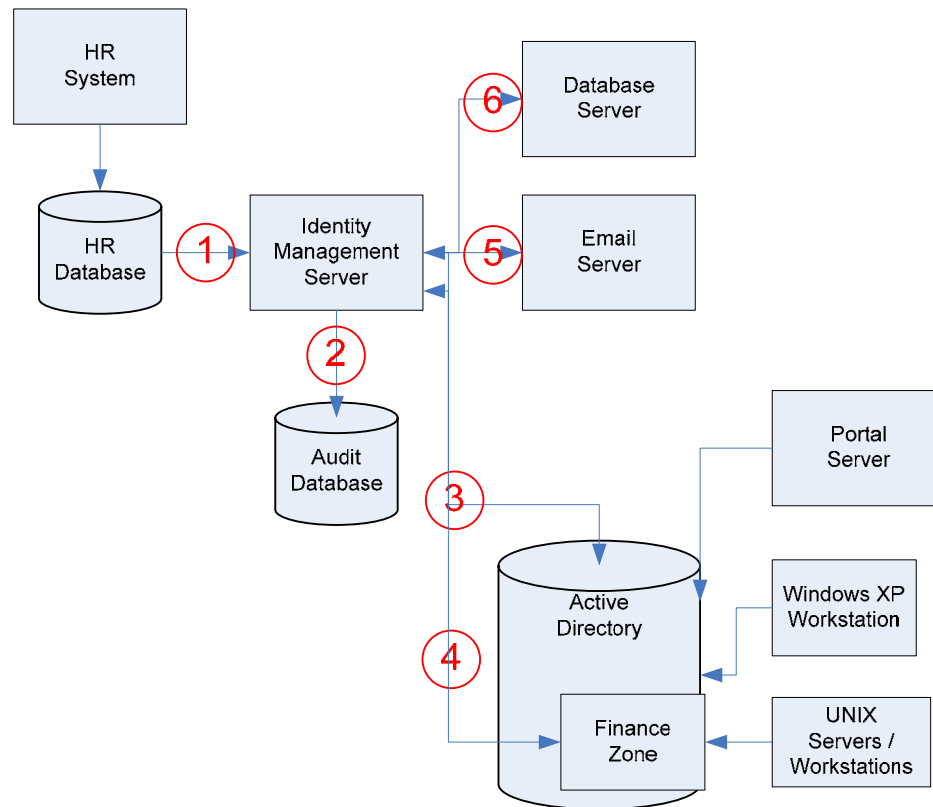 HR
System
6
Database
Server
HR
Database
1
Identity
Management
Server
5
Email
Server
2
Audit
Database
3
Portal
Server
Active
Directory
Windows XP
Workstation
4
Finance
Zone
UNIX
Servers /
Workstations